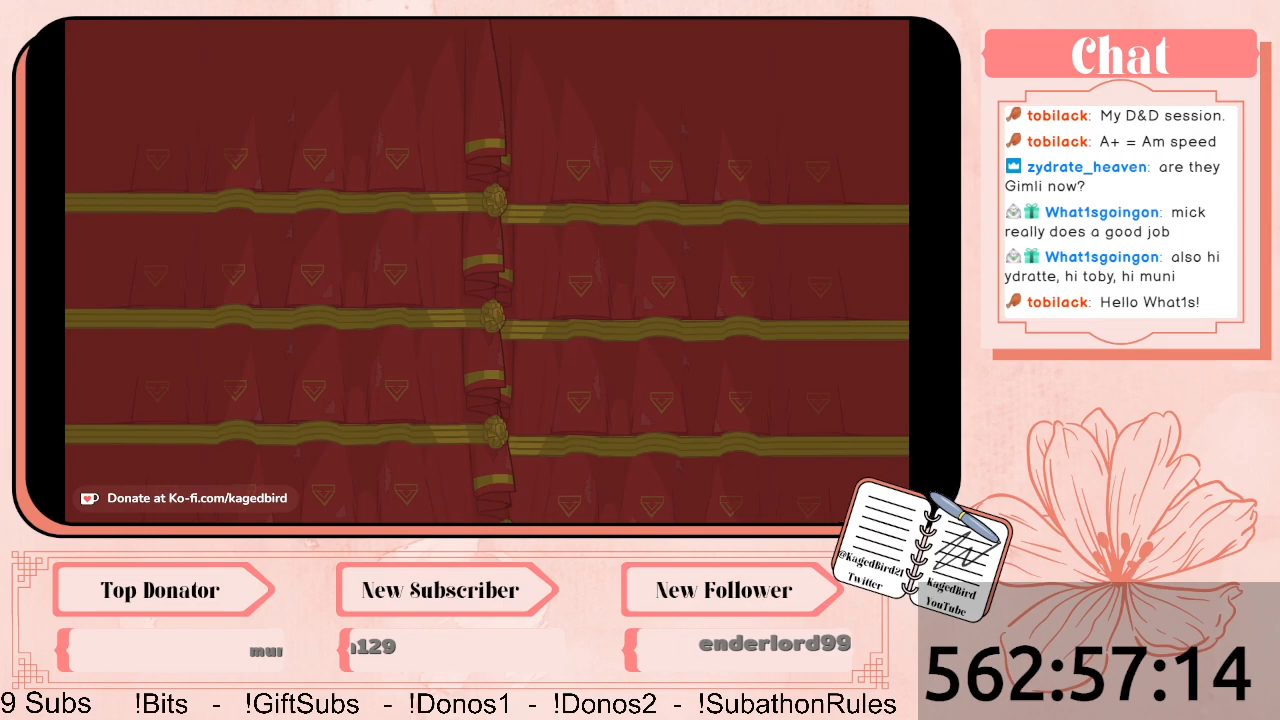 Chat
tobilack: My D&D session.
tobilack: A+ = Am speed
zydrate_heaven: are they
Gimli now?
What1sgoingon: mick
really does a good job
What1sgoingon: also hi
ydratte, hi toby, hi muni
tobilack: Hello What1s!
Donate at Ko-fi.com/kagedbird
@KagedBird21
Twitter
KagedBird
YouTube
Top Donator
New Subscriber
New Follower
129
enderlord99
562:57:14
9 Subs !Bits - !GiftSubs - !Donos1 - !Donos2 - !SubathonRules